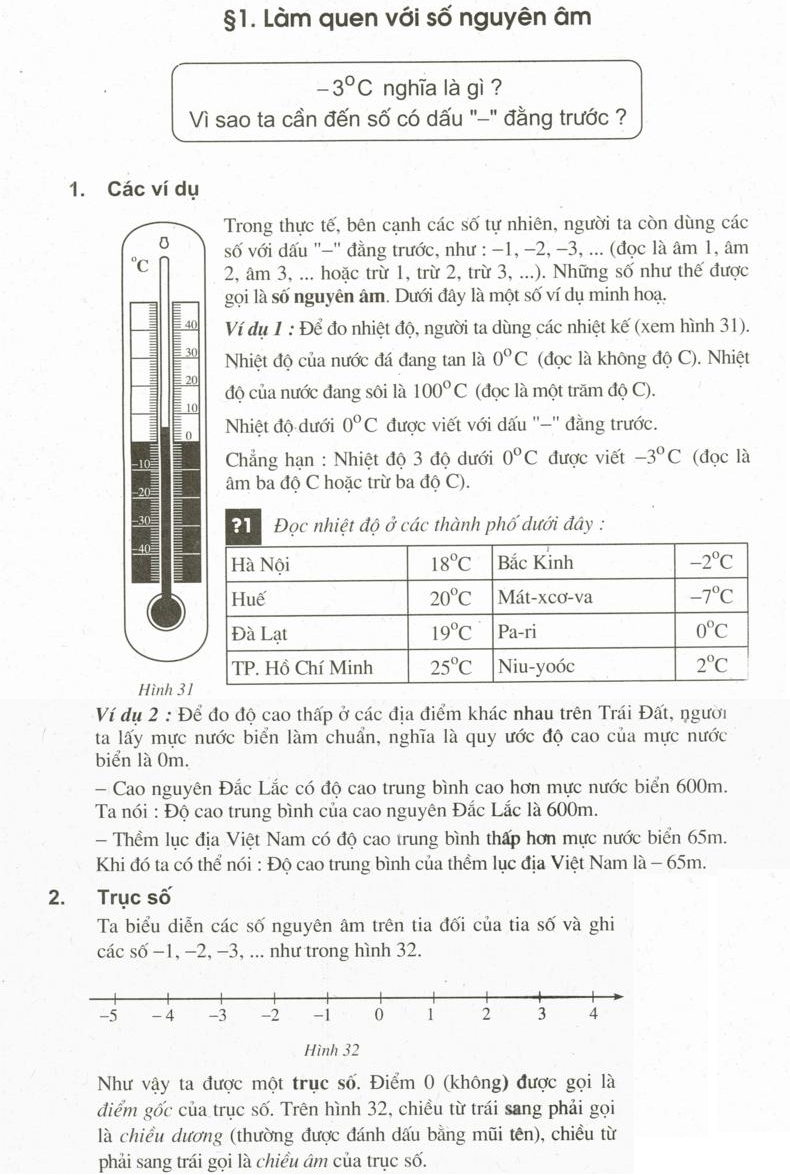 §1. Làm quen với số nguyên âm
−3°C nghĩa là gì ?
Vì sao ta cần đến số có dấu "−" đằng trước ?
1. Các ví dụ
Trong thực tế, bên cạnh các số tự nhiên, người ta còn dùng các
số với dấu "−" đằng trước, như : −1, −2, −3, ... (đọc là âm 1, âm
2, âm 3, ... hoặc trừ 1, trừ 2, trừ 3, ...). Những số như thế được
gọi là số nguyên âm. Dưới đây là một số ví dụ minh hoạ.
Ví dụ 1 : Để đo nhiệt độ, người ta dùng các nhiệt kế (xem hình 31).
Nhiệt độ của nước đá đang tan là 0°C (đọc là không độ C). Nhiệt
độ của nước đang sôi là 100°C (đọc là một trăm độ C).
Nhiệt độ dưới 0°C được viết với dấu "−" đằng trước.
Chẳng hạn : Nhiệt độ 3 độ dưới 0°C được viết −3°C (đọc là
âm ba độ C hoặc trừ ba độ C).
°C
40
30
20
10
0
−10
−20
−30
−40
Hình 31
?1 Đọc nhiệt độ ở các thành phố dưới đây :
Hà Nội 18°C Bắc Kinh −2°C
Huế 20°C Mát-xcơ-va −7°C
Đà Lạt 19°C Pa-ri 0°C
TP. Hồ Chí Minh 25°C Niu-yoóc 2°C
Ví dụ 2 : Để đo độ cao thấp ở các địa điểm khác nhau trên Trái Đất, người
ta lấy mực nước biển làm chuẩn, nghĩa là quy ước độ cao của mực nước
biển là 0m.
− Cao nguyên Đắc Lắc có độ cao trung bình cao hơn mực nước biển 600m.
Ta nói : Độ cao trung bình của cao nguyên Đắc Lắc là 600m.
− Thềm lục địa Việt Nam có độ cao trung bình thấp hơn mực nước biển 65m.
Khi đó ta có thể nói : Độ cao trung bình của thềm lục địa Việt Nam là − 65m.
2. Trục số
Ta biểu diễn các số nguyên âm trên tia đối của tia số và ghi
các số −1, −2, −3, ... như trong hình 32.
−5 −4 −3 −2 −1 0 1 2 3 4
Hình 32
Như vậy ta được một trục số. Điểm 0 (không) được gọi là
điểm gốc của trục số. Trên hình 32, chiều từ trái sang phải gọi
là chiều dương (thường được đánh dấu bằng mũi tên), chiều từ
phải sang trái gọi là chiều âm của trục số.